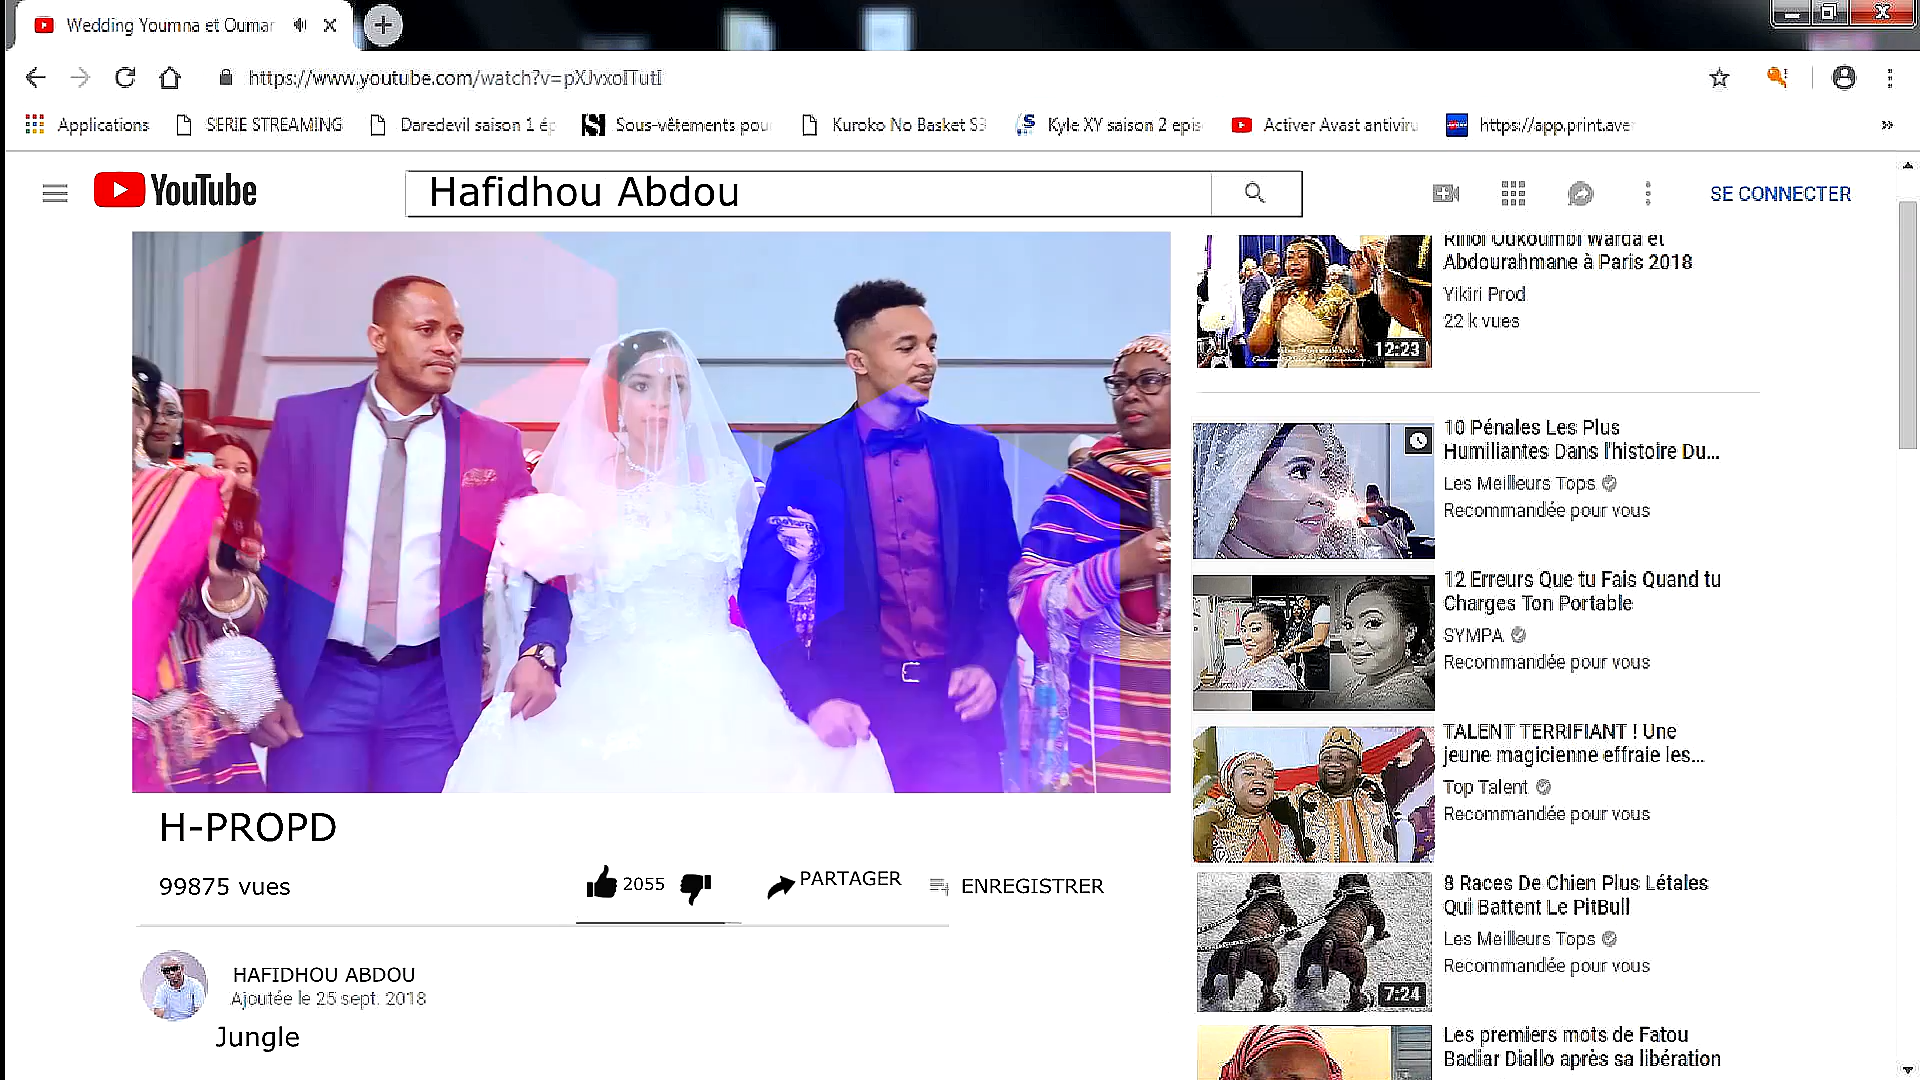 Wedding Youmna et Oumar
https://www.youtube.com/watch?v=pXJvxoITutI
Applications
SERIE STREAMING
Daredevil saison 1 ép
Sous-vêtements pou
Kuroko No Basket S3
Kyle XY saison 2 epis
Activer Avast antiviru
https://app.print.ave
YouTube
Hafidhou Abdou
SE CONNECTER
H-PROPD
99875 vues
2055
PARTAGER
ENREGISTRER
HAFIDHOU ABDOU
Ajoutée le 25 sept. 2018
Jungle
Warda et
Abdourahmane à Paris 2018
Yikiri Prod
22 k vues
12:23
10 Pénales Les Plus
Humiliantes Dans l'histoire Du...
Les Meilleurs Tops
Recommandée pour vous
12 Erreurs Que tu Fais Quand tu
Charges Ton Portable
SYMPA
Recommandée pour vous
TALENT TERRIFIANT ! Une
jeune magicienne effraie les...
Top Talent
Recommandée pour vous
8 Races De Chien Plus Létales
Qui Battent Le PitBull
Les Meilleurs Tops
Recommandée pour vous
7:24
Les premiers mots de Fatou
Badiar Diallo après sa libération